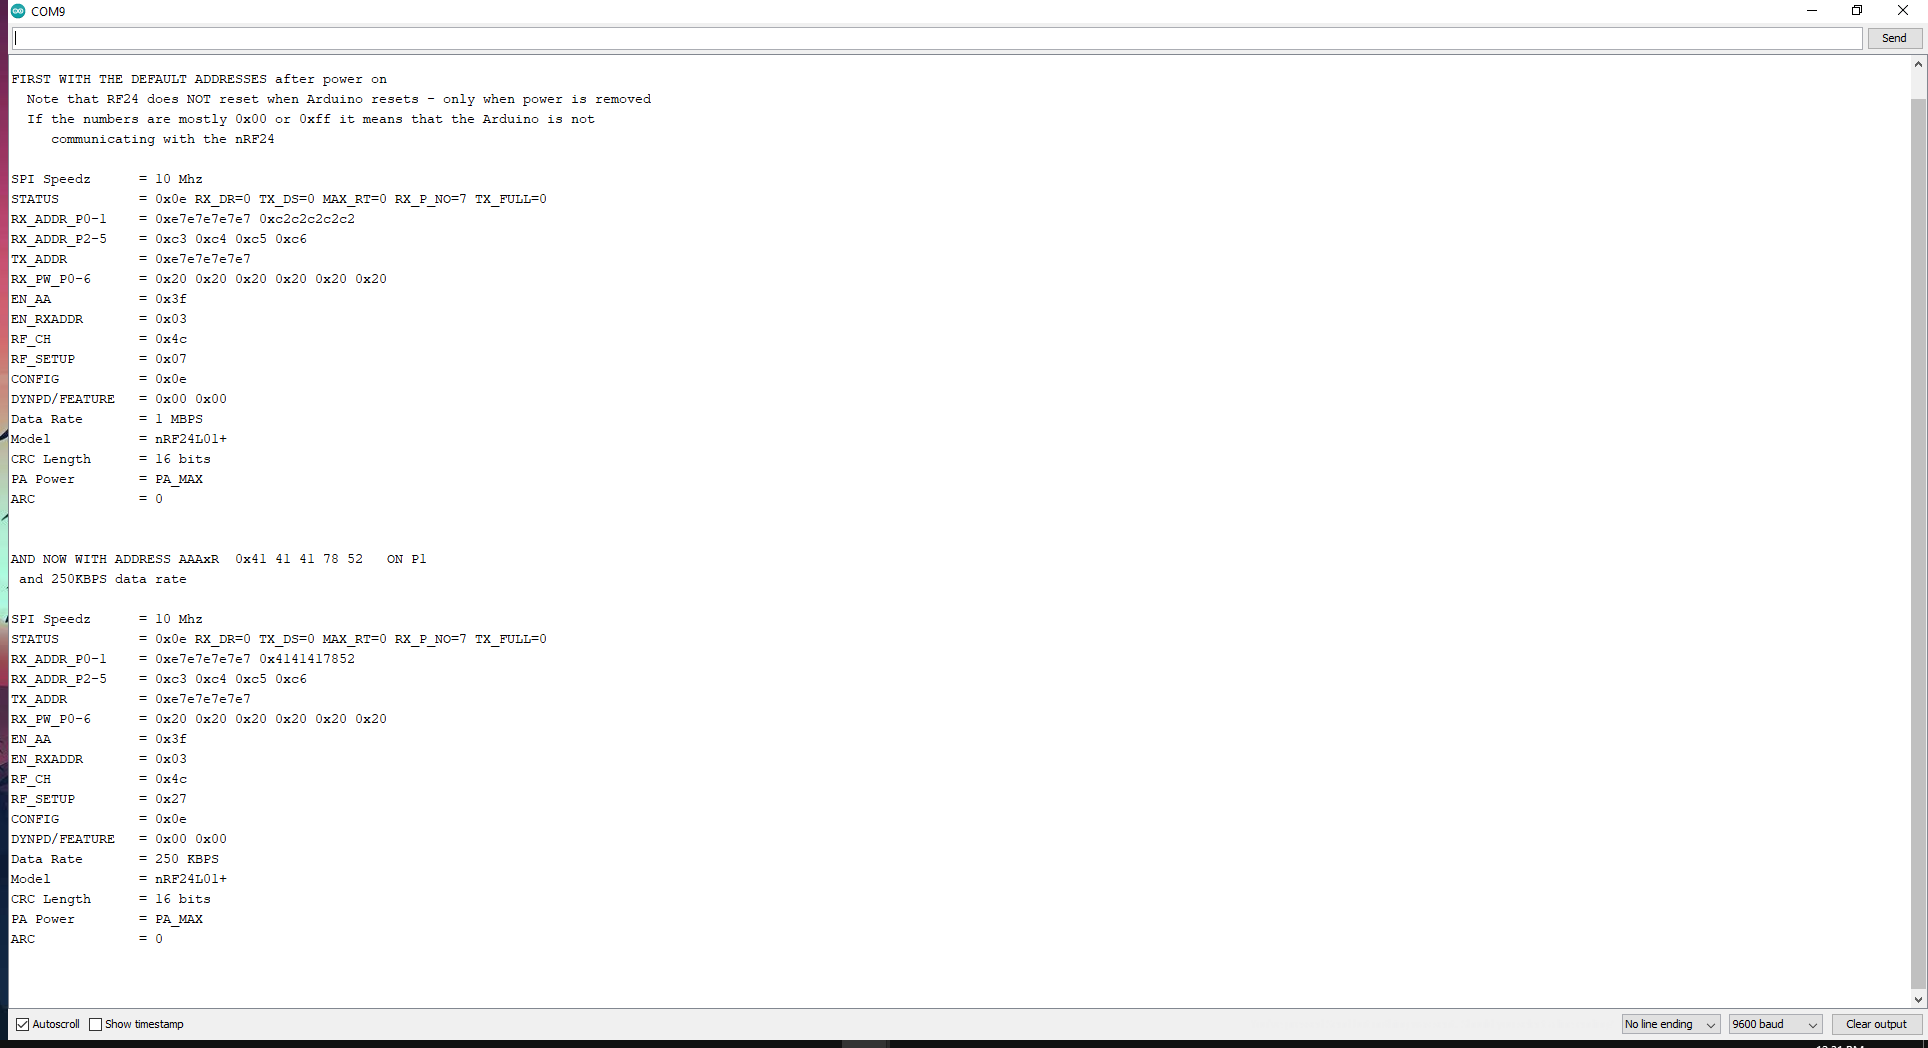 COM9
Send
FIRST WITH THE DEFAULT ADDRESSES after power on
  Note that RF24 does NOT reset when Arduino resets - only when power is removed
  If the numbers are mostly 0x00 or 0xff it means that the Arduino is not
     communicating with the nRF24
SPI Speedz      = 10 Mhz
STATUS          = 0x0e RX_DR=0 TX_DS=0 MAX_RT=0 RX_P_NO=7 TX_FULL=0
RX_ADDR_P0-1    = 0xe7e7e7e7e7 0xc2c2c2c2c2
RX_ADDR_P2-5    = 0xc3 0xc4 0xc5 0xc6
TX_ADDR         = 0xe7e7e7e7e7
RX_PW_P0-6      = 0x20 0x20 0x20 0x20 0x20 0x20
EN_AA           = 0x3f
EN_RXADDR       = 0x03
RF_CH           = 0x4c
RF_SETUP        = 0x07
CONFIG          = 0x0e
DYNPD/FEATURE   = 0x00 0x00
Data Rate       = 1 MBPS
Model           = nRF24L01+
CRC Length      = 16 bits
PA Power        = PA_MAX
ARC             = 0
AND NOW WITH ADDRESS AAAxR  0x41 41 41 78 52   ON P1
 and 250KBPS data rate
SPI Speedz      = 10 Mhz
STATUS          = 0x0e RX_DR=0 TX_DS=0 MAX_RT=0 RX_P_NO=7 TX_FULL=0
RX_ADDR_P0-1    = 0xe7e7e7e7e7 0x4141417852
RX_ADDR_P2-5    = 0xc3 0xc4 0xc5 0xc6
TX_ADDR         = 0xe7e7e7e7e7
RX_PW_P0-6      = 0x20 0x20 0x20 0x20 0x20 0x20
EN_AA           = 0x3f
EN_RXADDR       = 0x03
RF_CH           = 0x4c
RF_SETUP        = 0x27
CONFIG          = 0x0e
DYNPD/FEATURE   = 0x00 0x00
Data Rate       = 250 KBPS
Model           = nRF24L01+
CRC Length      = 16 bits
PA Power        = PA_MAX
ARC             = 0
Autoscroll Show timestamp No line ending 9600 baud Clear output